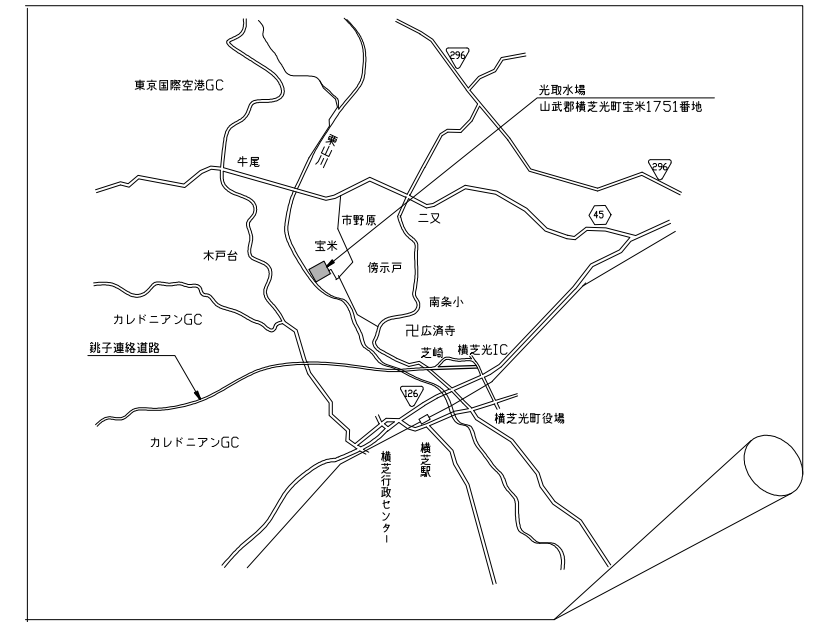 296
東京国際空港GC
光取水場
山武郡横芝光町宝米1751番地
栗山川
牛尾
296
市野原
二又
45
宝米
木戸台
傍示戸
南条小
カレドニアンGC
卍広済寺
銚子連絡道路
芝崎
横芝光IC
126
横芝光町役場
カレドニアンGC
横芝駅
横芝行政センター